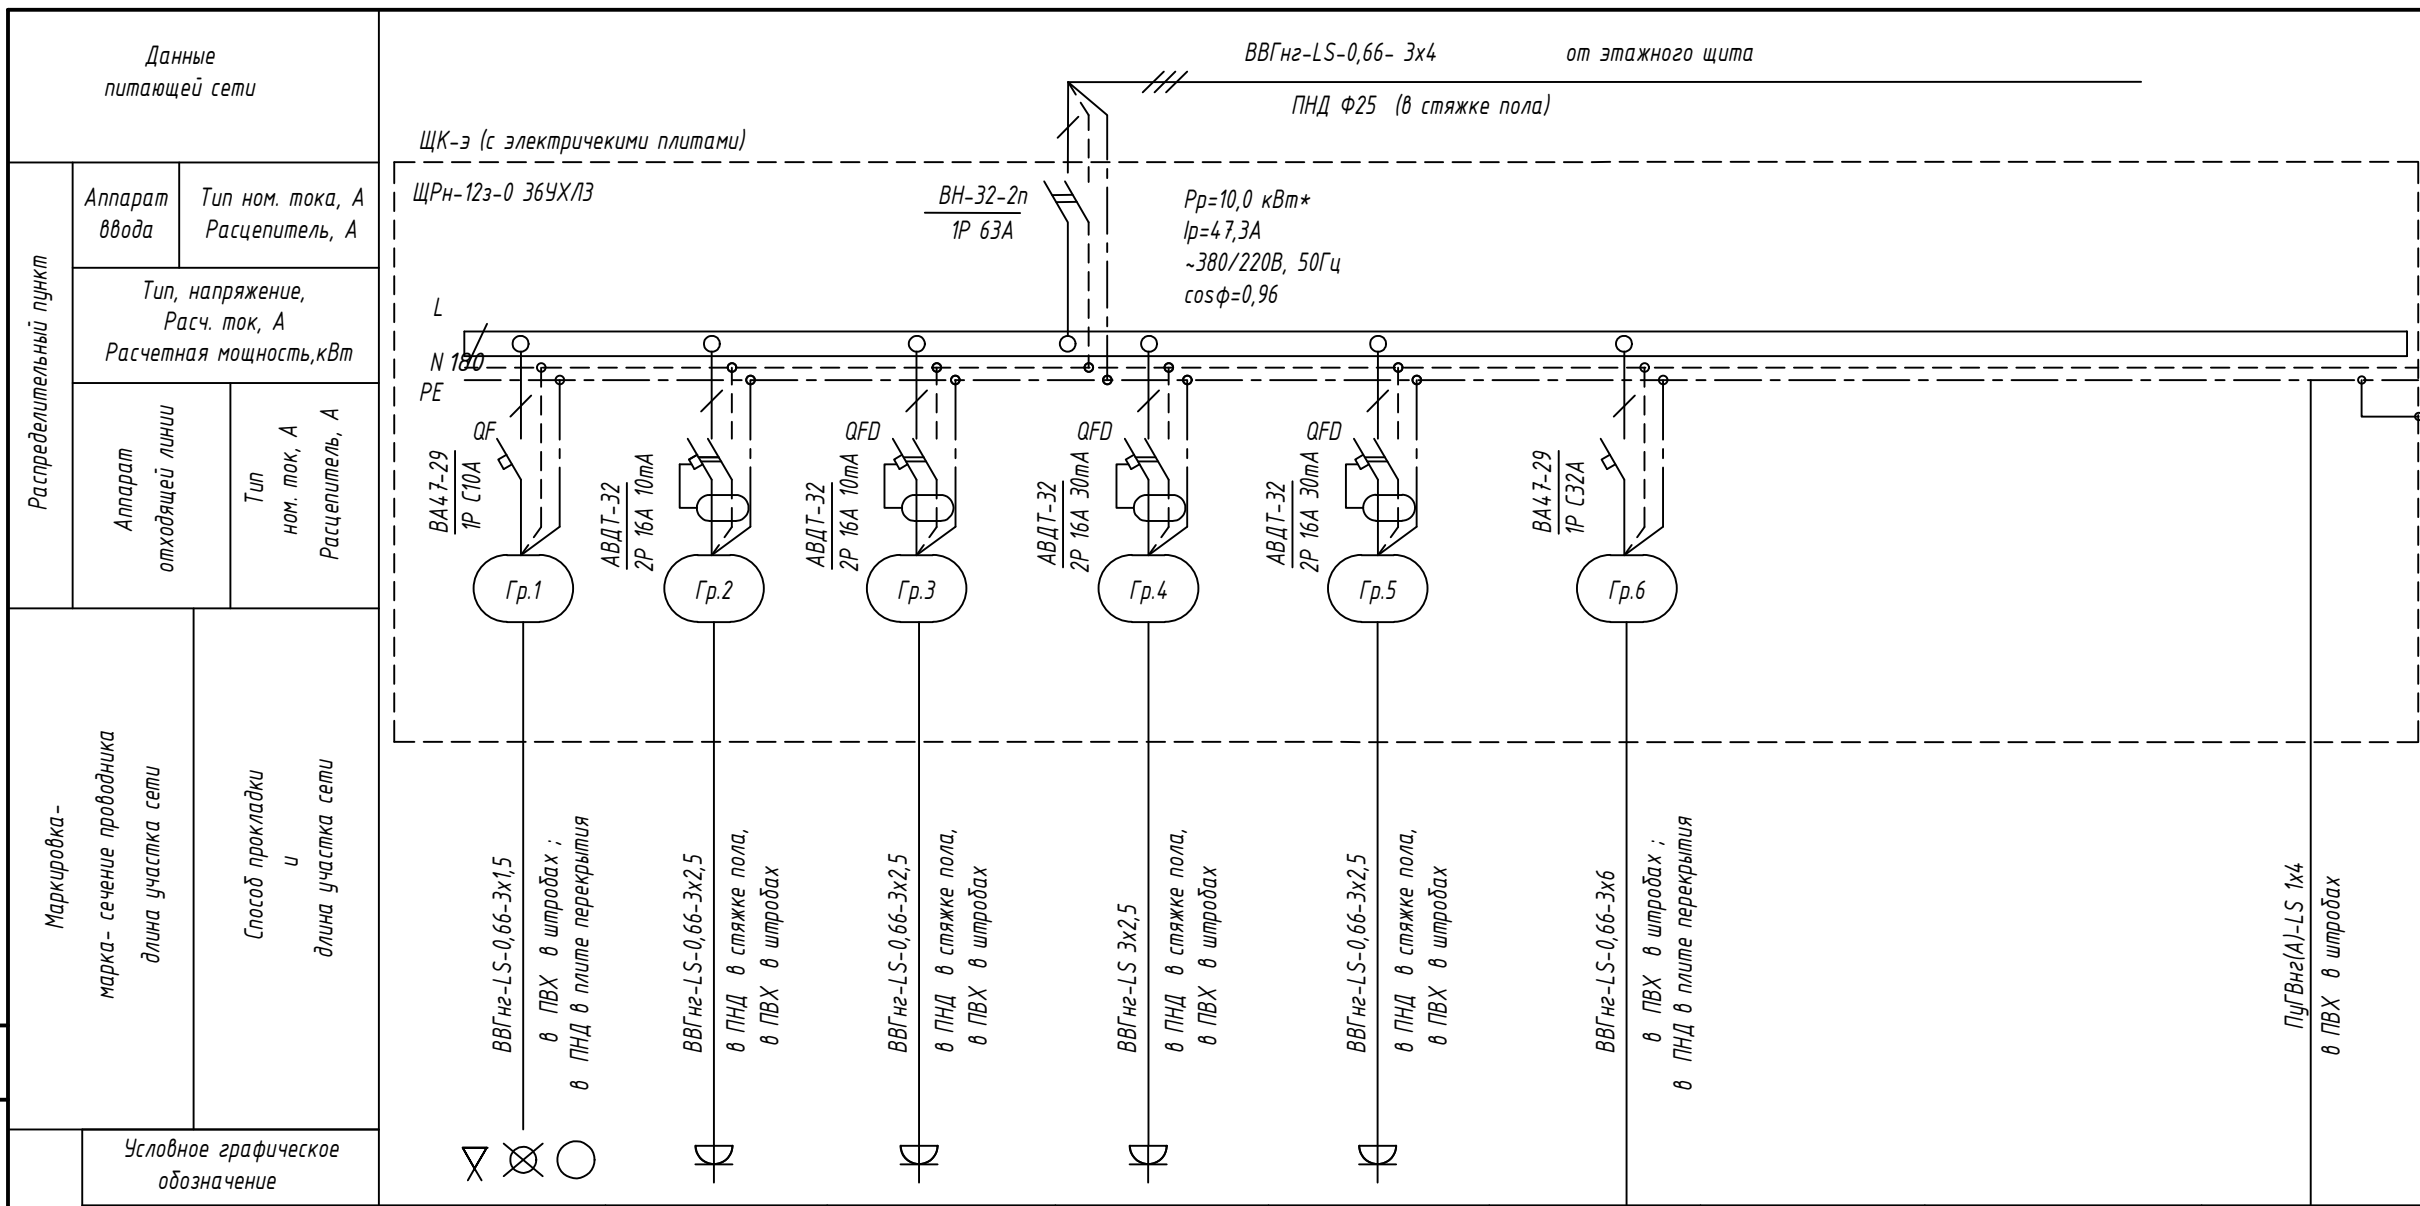 Данные
питающей сети
ВВГнг-LS-0,66- 3х4 от этажного щита
ПНД Ф25 (в стяжке пола)
ЩК-э (с электричекими плитами)
Распределительный пункт
Аппарат
ввода
Тип ном. тока, А
Расцепитель, А
ЩРн-12з-0 36УХЛ3
ВН-32-2п
1Р 63А
Рр=10,0 кВт*
Iр=47,3А
~380/220В, 50Гц
cosφ=0,96
Тип, напряжение,
Расч. ток, А
Расчетная мощность,кВт
L
N 180
PE
Аппарат
отходящей линии
Тип
ном. ток, А
Расцепитель, А
QF
ВА47-29
1Р С10А
АВДТ-32
2Р 16А 10mA
QFD
АВДТ-32
2Р 16А 10mA
QFD
АВДТ-32
2Р 16А 30mA
QFD
АВДТ-32
2Р 16А 30mA
ВА47-29
1Р С32А
Гр.1
Гр.2
Гр.3
Гр.4
Гр.5
Гр.6
Маркировка-
марка- сечение проводника
длина участка сети
Способ прокладки
и
длина участка сети
ВВГнг-LS-0,66-3х1,5
в ПВХ в штробах ;
в ПНД в плите перекрытия
ВВГнг-LS-0,66-3х2,5
в ПНД в стяжке пола,
в ПВХ в штробах
ВВГнг-LS-0,66-3х2,5
в ПНД в стяжке пола,
в ПВХ в штробах
ВВГнг-LS 3х2,5
в ПНД в стяжке пола,
в ПВХ в штробах
ВВГнг-LS-0,66-3х2,5
в ПНД в стяжке пола,
в ПВХ в штробах
ВВГнг-LS-0,66-3х6
в ПВХ в штробах ;
в ПНД в плите перекрытия
ПуГВнг(А)-LS 1х4
в ПВХ в штробах
Условное графическое
обозначение